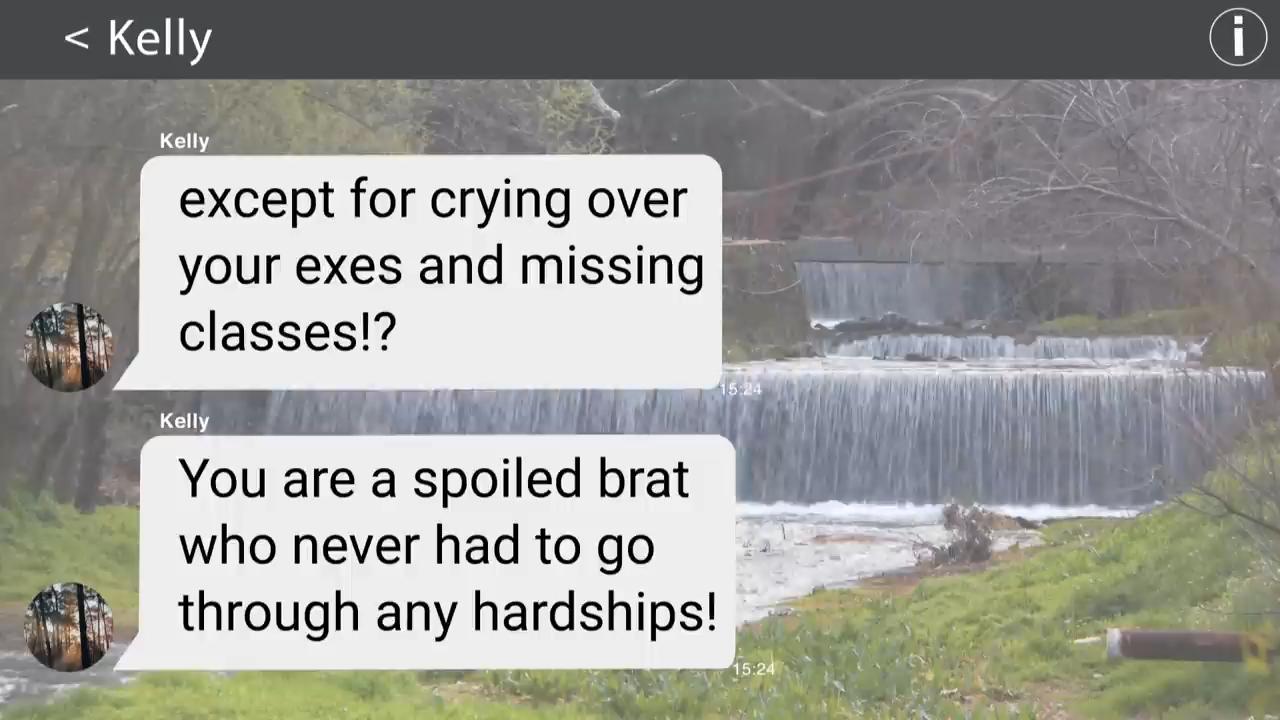 < Kelly
Kelly
except for crying over
your exes and missing
classes!?
15:24
Kelly
You are a spoiled brat
who never had to go
through any hardships!
15:24